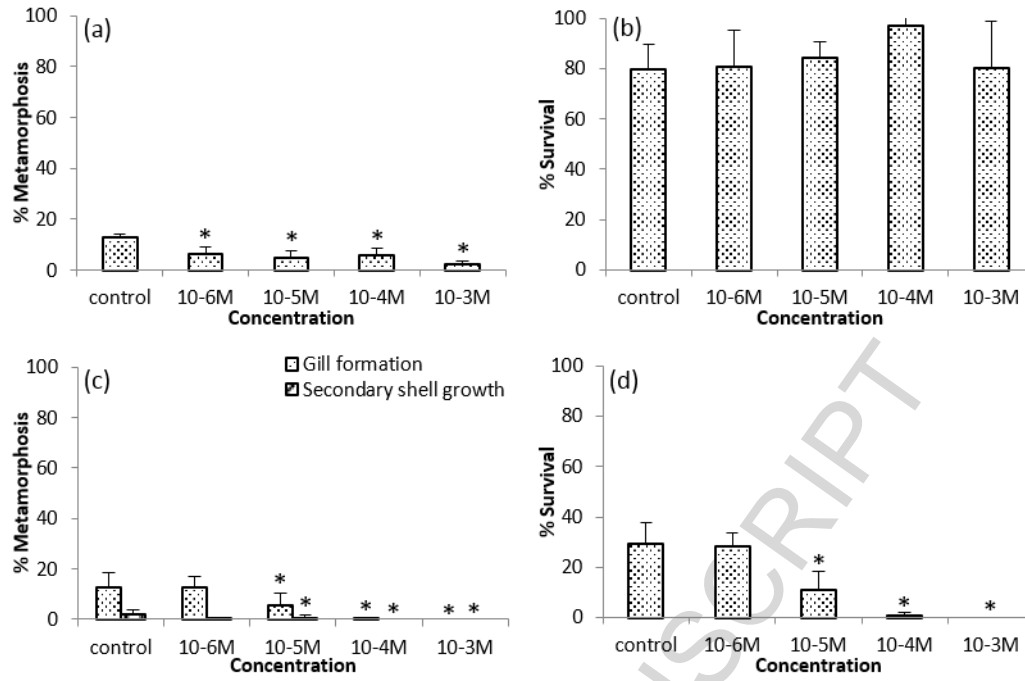 (a)
% Metamorphosis
100
80
60
40
20
0
* * * *
control 10-6M 10-5M 10-4M 10-3M
Concentration
(b)
% Survival
100
80
60
40
20
0
control 10-6M 10-5M 10-4M 10-3M
Concentration
(c)
Gill formation
Secondary shell growth
% Metamorphosis
100
80
60
40
20
0
* * * * * *
control 10-6M 10-5M 10-4M 10-3M
Concentration
(d)
% Survival
100
80
60
40
20
0
* * *
control 10-6M 10-5M 10-4M 10-3M
Concentration
USCRIPT